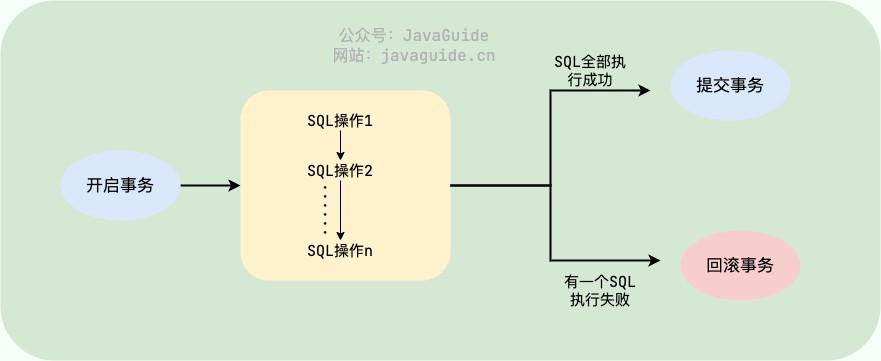 公众号：JavaGuide
网站：javaguide.cn
SQL全部执
行成功
提交事务
SQL操作1
SQL操作2
开启事务
SQL操作n
回滚事务
有一个SQL
执行失败